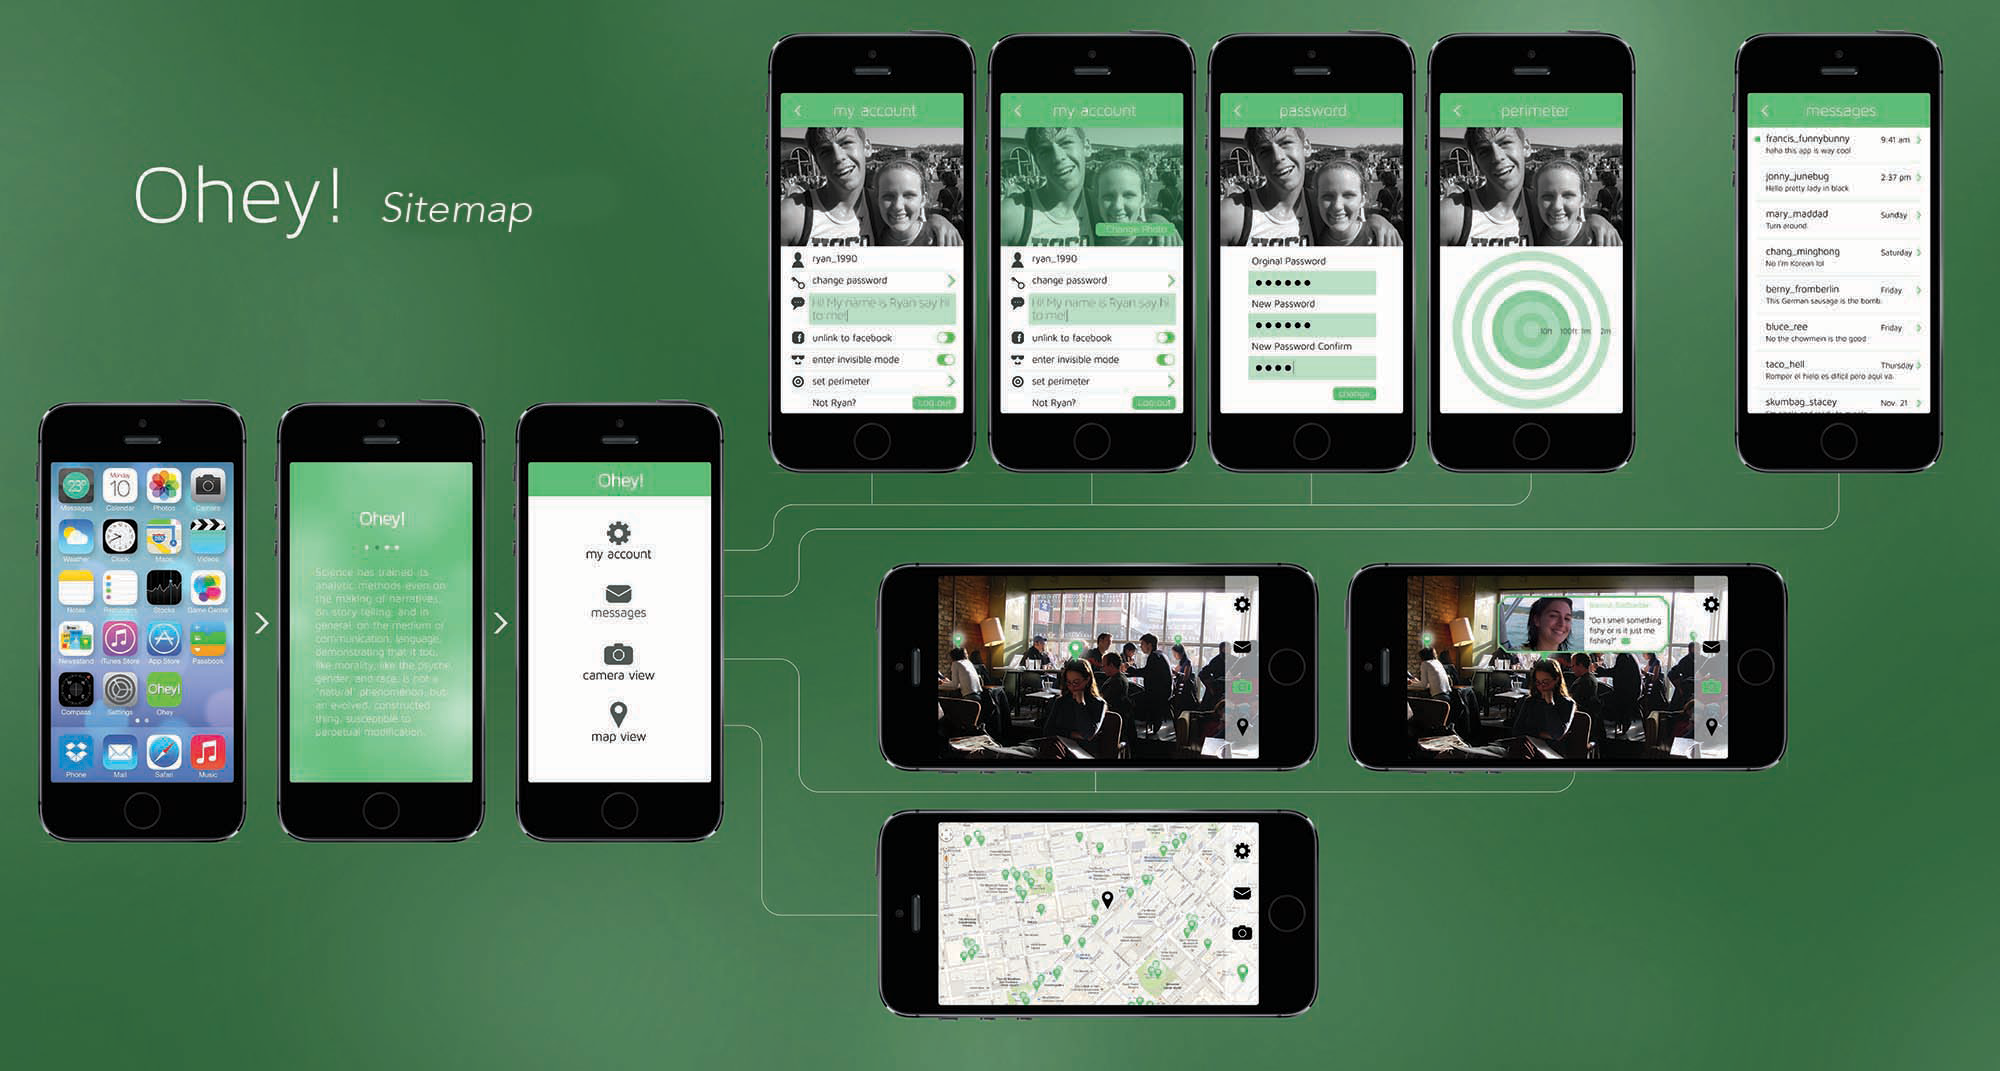 Ohey! Sitemap
my account
ryan_1990
change password
Hi! My name is Ryan say hi
to me!
unlink to facebook
enter invisible mode
set perimeter
Not Ryan? Log out
my account
Change Photo
ryan_1990
change password
Hi! My name is Ryan say hi
to me!
unlink to facebook
enter invisible mode
set perimeter
Not Ryan? Log out
password
Orginal Password
New Password
New Password Confirm
change
perimeter
10ft 100ft 1m 2m
messages
francis_funnybunny 9:41 am
haha this app is way cool
jonny_junebug 2:37 pm
Hello pretty lady in black
mary_maddad Sunday
Turn around.
chang_minghong Saturday
No I'm Korean lol
berny_fromberlin Friday
This German sausage is the bomb.
bluce_ree Friday
No the chowmein is the good
taco_hell Thursday
Romper el hielo es dificil pero aqui va.
skumbag_stacey Nov. 21
23°
Monday
10
Messages Calendar Photos Camera
Weather Clock Maps Videos
Notes Reminders Stocks Game Center
Newsstand iTunes Store App Store Passbook
Ohey!
Compass Settings Ohey
Phone Mail Safari Music
Ohey!
Science has trained its
analytic methods even on
the making of narratives,
on story telling, and in
general, on the medium of
communication, language,
demonstrating that it too,
like morality, like the psyche,
gender, and race, is not a
'natural' phenomenon, but
an evolved, constructed
thing, susceptible to
perpetual modification.
Ohey!
my account
messages
camera view
map view
"Do I smell something
fishy or is it just me
fishing?"